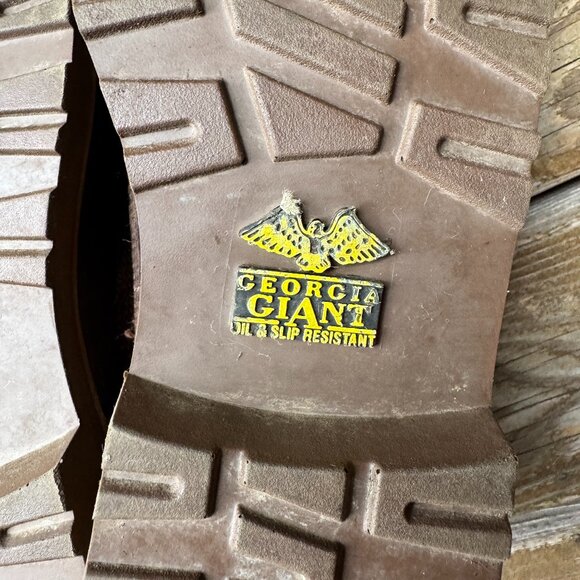 GEORGIA
GIANT
OIL & SLIP RESISTANT